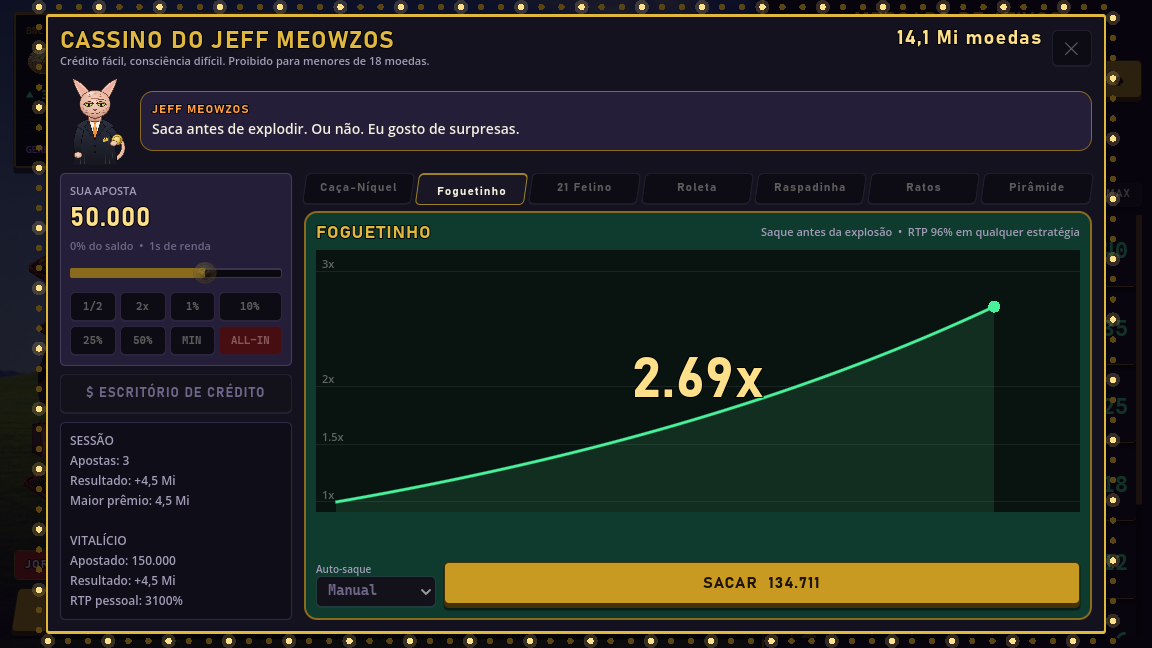 CASSINO DO JEFF MEOWZOS
14,1 Mi moedas
Crédito fácil, consciência difícil. Proibido para menores de 18 moedas.
JEFF MEOWZOS
Saca antes de explodir. Ou não. Eu gosto de surpresas.
SUA APOSTA
50.000
0% do saldo • 1s de renda
1/2 2x 1% 10%
25% 50% MIN ALL-IN
$ ESCRITÓRIO DE CRÉDITO
SESSÃO
Apostas: 3
Resultado: +4,5 Mi
Maior prêmio: 4,5 Mi
VITALÍCIO
Apostado: 150.000
Resultado: +4,5 Mi
RTP pessoal: 3100%
Caça-Níquel Foguetinho 21 Felino Roleta Raspadinha Ratos Pirâmide
FOGUETINHO
Saque antes da explosão • RTP 96% em qualquer estratégia
3x
2x
1.5x
1x
2.69x
Auto-saque
Manual
SACAR 134.711